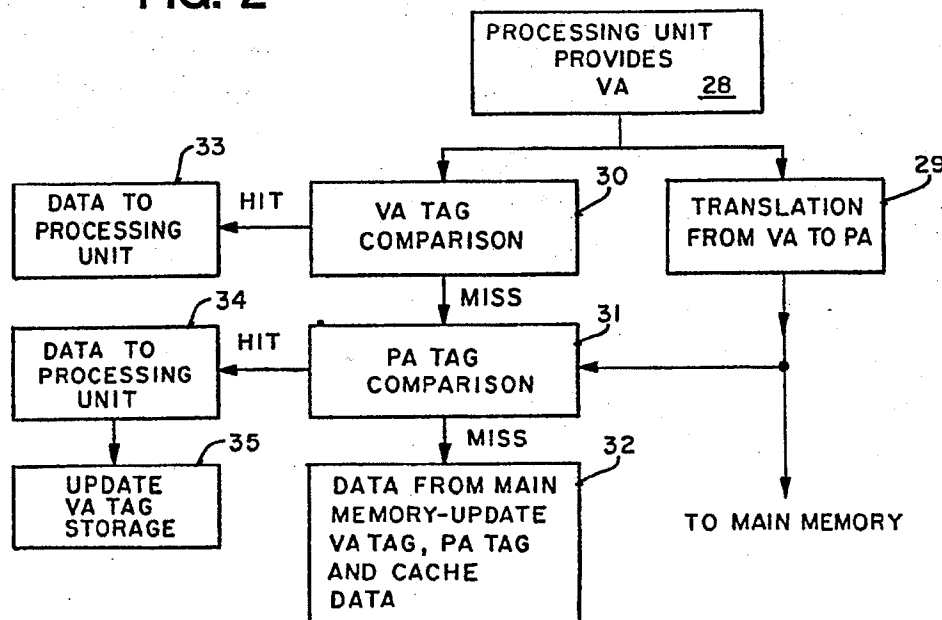 FIG. 2
PROCESSING UNIT
PROVIDES
VA 28
33
30
29
DATA TO
PROCESSING
UNIT
HIT
VA TAG
COMPARISON
TRANSLATION
FROM VA TO PA
MISS
34
31
DATA TO
PROCESSING
UNIT
HIT
PA TAG
COMPARISON
MISS
35
32
UPDATE
VA TAG
STORAGE
DATA FROM MAIN
MEMORY-UPDATE
VA TAG, PA TAG
AND CACHE
DATA
TO MAIN MEMORY